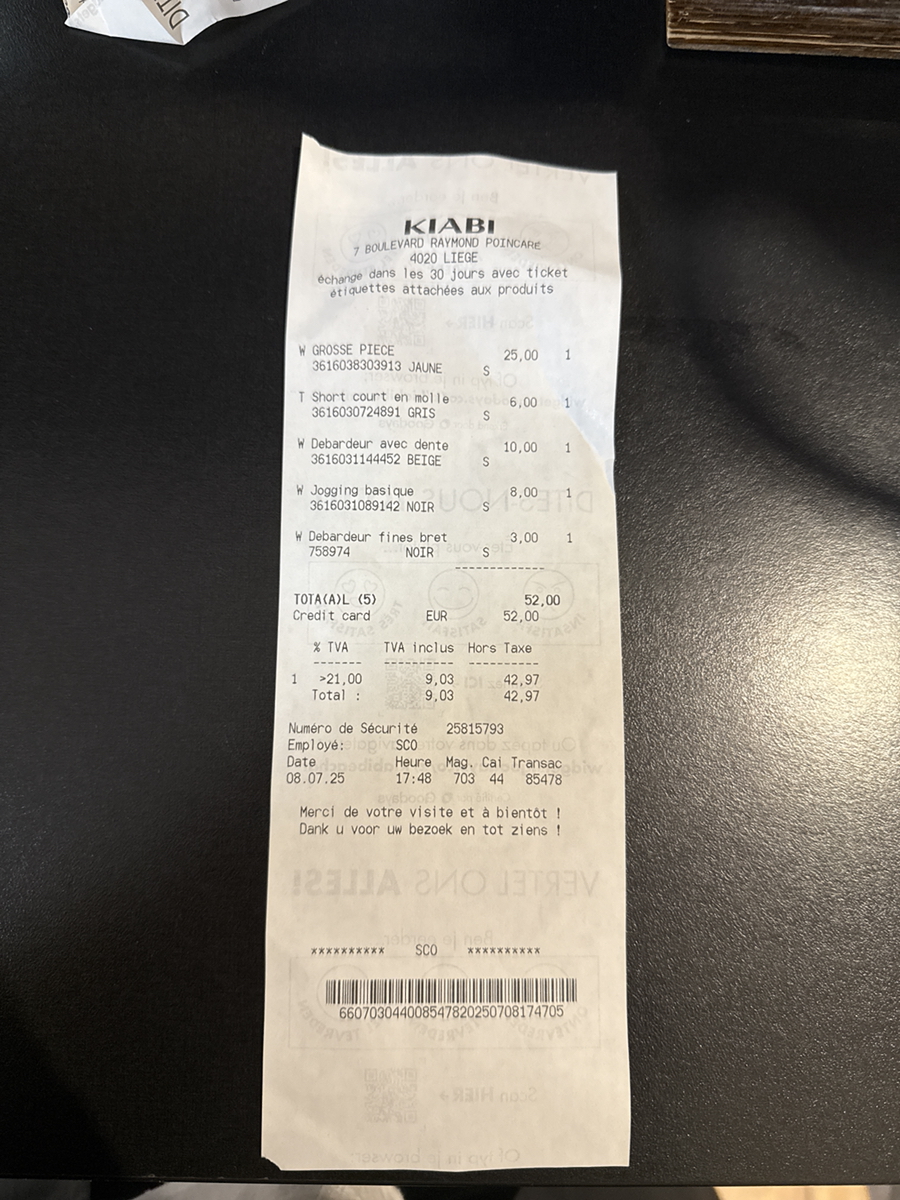 KIABI
7 BOULEVARD RAYMOND POINCARE
4020 LIEGE
échange dans les 30 jours avec ticket
étiquettes attachées aux produits
W GROSSE PIECE 25,00 1
3616038303913 JAUNE S
T Short court en molle 6,00 1
3616030724891 GRIS S
W Debardeur avec dente 10,00 1
3616031144452 BEIGE S
W Jogging basique 8,00 1
3616031089142 NOIR S
W Debardeur fines bret 3,00 1
758974 NOIR S
-------------
TOTA(A)L (5) 52,00
Credit card EUR 52,00
% TVA TVA inclus Hors Taxe
------- ---------- ----------
1 >21,00 9,03 42,97
Total : 9,03 42,97
Numéro de Sécurité 25815793
Employé: SCO
Date Heure Mag. Cai Transac
08.07.25 17:48 703 44 85478
Merci de votre visite et à bientôt !
Dank u voor uw bezoek en tot ziens !
********** SCO **********
660703044008547820250708174705